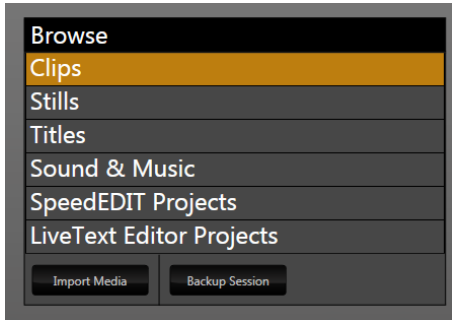 Browse
Clips
Stills
Titles
Sound & Music
SpeedEDIT Projects
LiveText Editor Projects
Import Media Backup Session